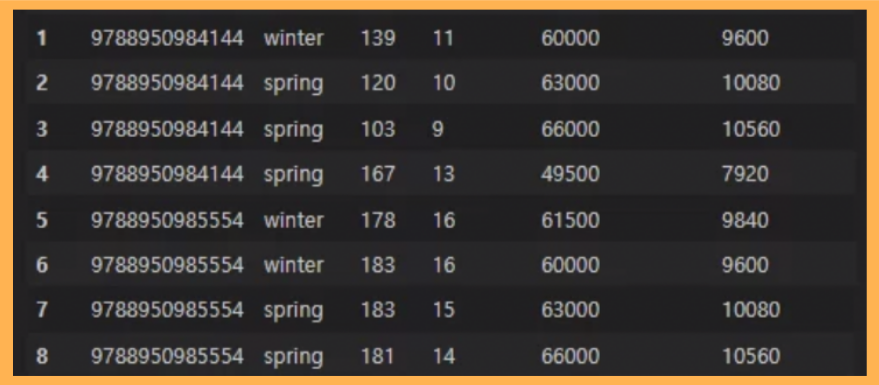 1 9788950984144 winter 139 11 60000 9600
2 9788950984144 spring 120 10 63000 10080
3 9788950984144 spring 103 9 66000 10560
4 9788950984144 spring 167 13 49500 7920
5 9788950985554 winter 178 16 61500 9840
6 9788950985554 winter 183 16 60000 9600
7 9788950985554 spring 183 15 63000 10080
8 9788950985554 spring 181 14 66000 10560